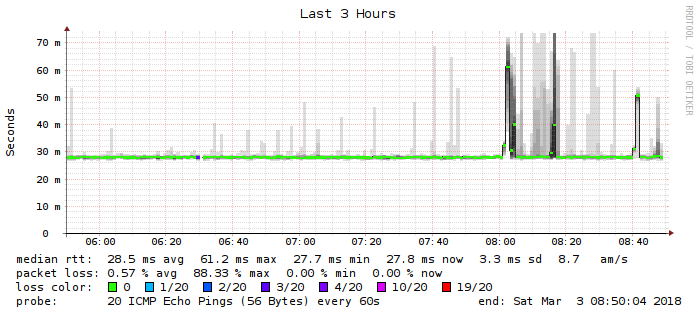 Last 3 Hours
RRDTOOL / TOBI OETIKER
Seconds
70 m
60 m
50 m
40 m
30 m
20 m
10 m
0
06:00 06:20 06:40 07:00 07:20 07:40 08:00 08:20 08:40
median rtt: 28.5 ms avg 61.2 ms max 27.7 ms min 27.8 ms now 3.3 ms sd 8.7 am/s
packet loss: 0.57 % avg 88.33 % max 0.00 % min 0.00 % now
loss color: 0 1/20 2/20 3/20 4/20 10/20 19/20
probe: 20 ICMP Echo Pings (56 Bytes) every 60s end: Sat Mar 3 08:50:04 2018